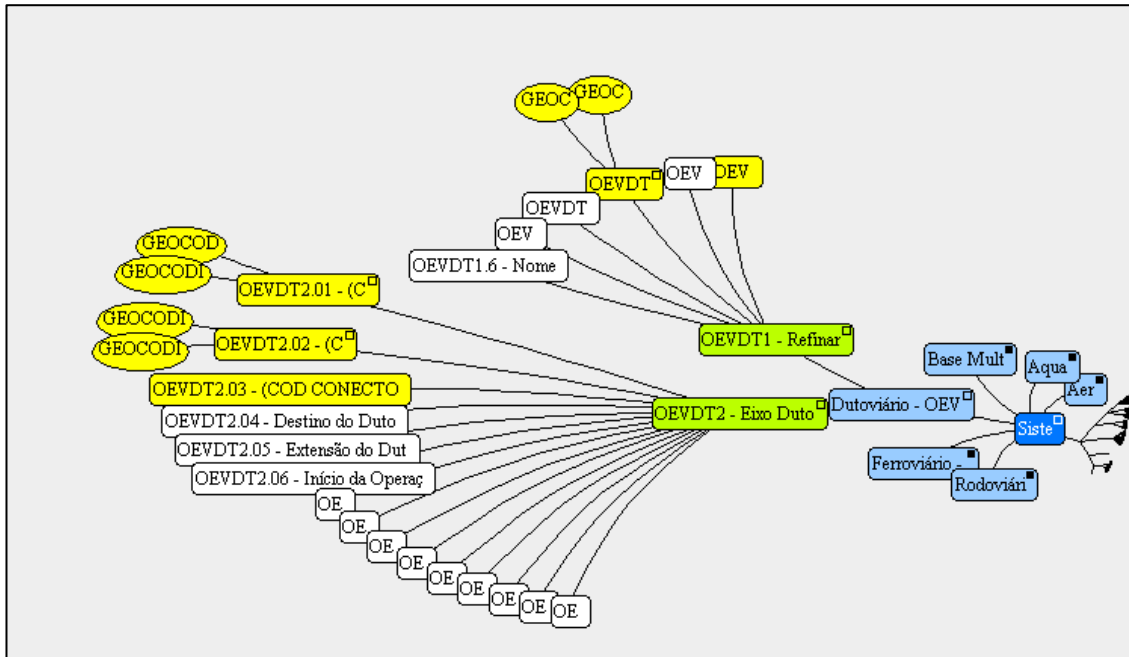 GEOC
GEOC
OEVDT
OEV
OEV
OEVDT
OEV
OEVDT1.6 - Nome
GEOCOD
GEOCODI
OEVDT2.01 - (C
GEOCODI
GEOCODI
OEVDT2.02 - (C
OEVDT1 - Refinar
Base Mult
Aqua
Aer
OEVDT2.03 - (COD CONECTO
OEVDT2.04 - Destino do Duto
OEVDT2.05 - Extensão do Dut
OEVDT2.06 - Início da Operaç
OEVDT2 - Eixo Duto
Dutoviário - OEV
Siste
Ferroviário -
Rodoviári
OE
OE
OE
OE
OE
OE
OE
OE
OE